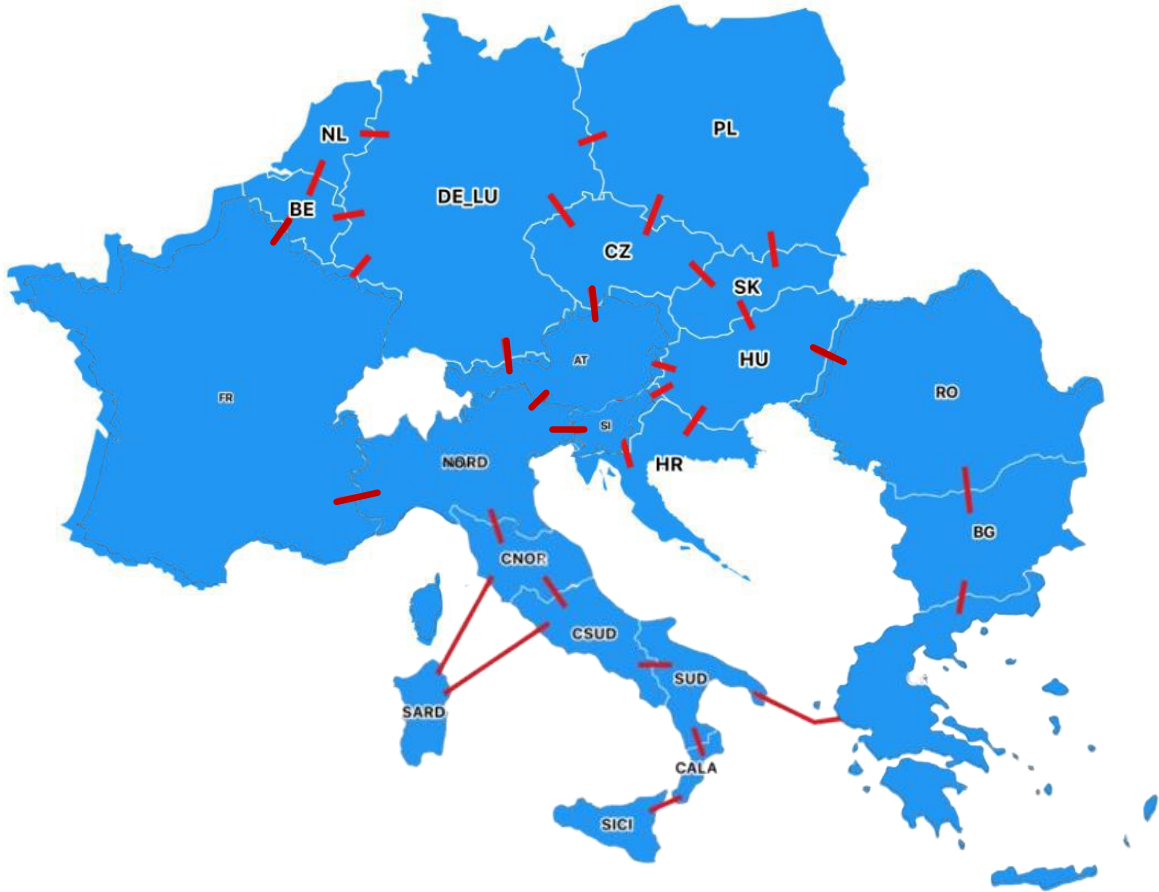 NL
PL
DE_LU
BE
CZ
SK
AT
HU
RO
FR
SI
NORD
HR
BG
CNOR
CSUD
SUD
SARD
CALA
SICI